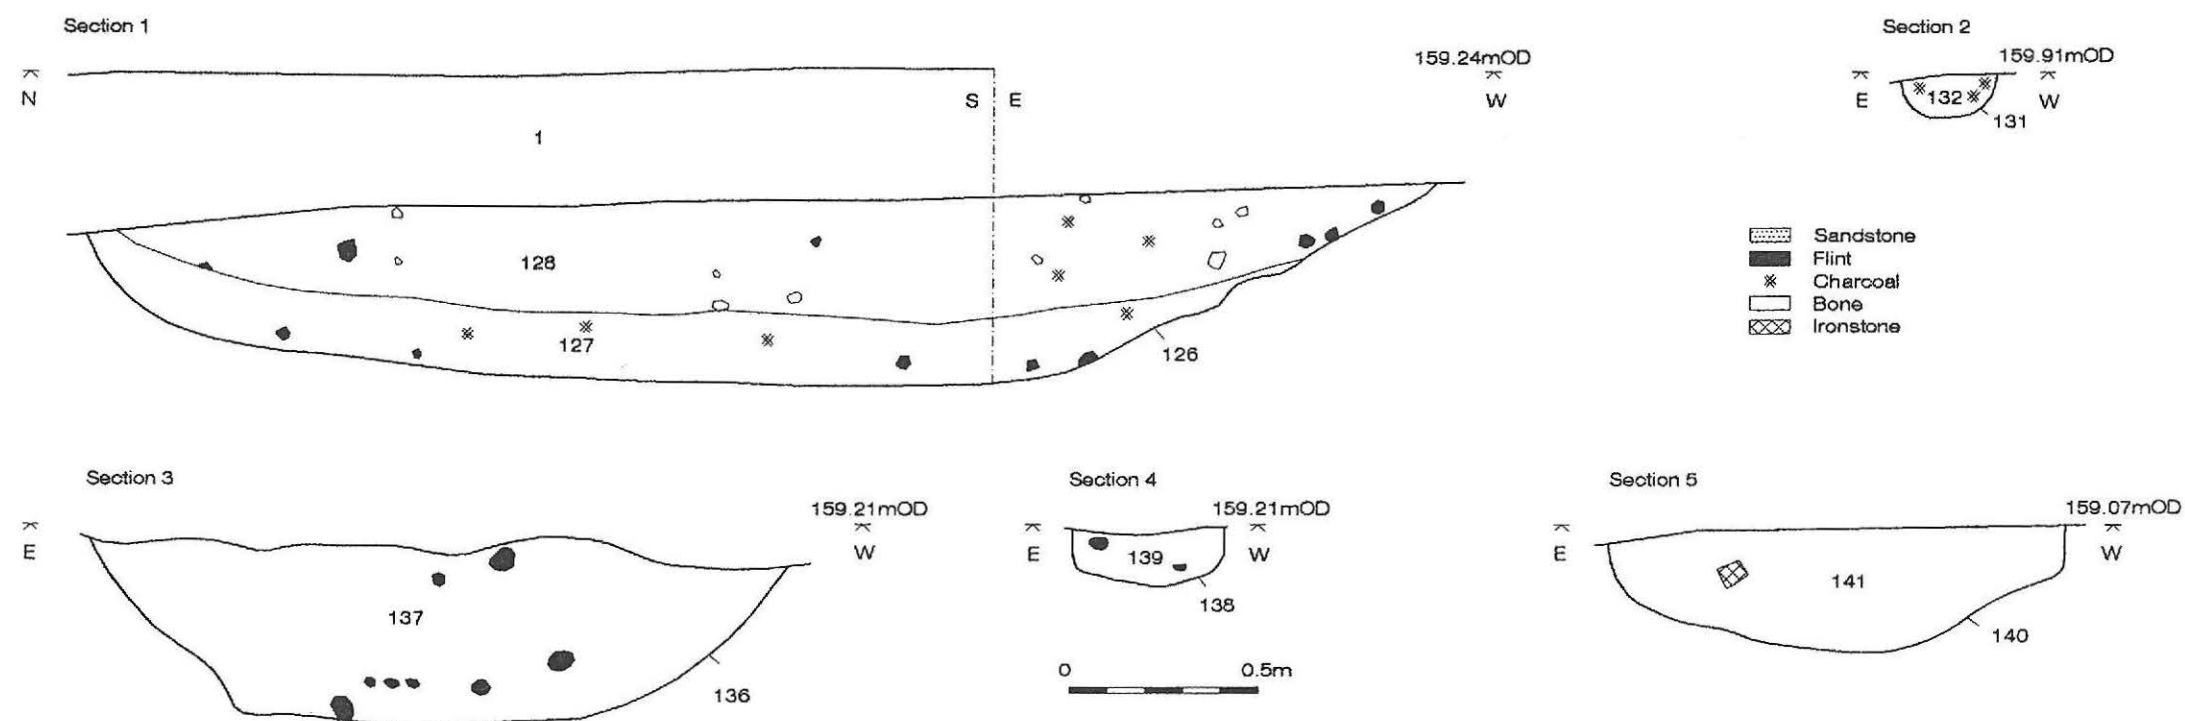 Section 1
159.24mOD
N
S E
W
1
128
127
126
Section 2
159.91mOD
E
W
132
131
Sandstone
Flint
Charcoal
Bone
Ironstone
Section 3
159.21mOD
E
W
137
136
Section 4
159.21mOD
E
W
139
138
0 0.5m
Section 5
159.07mOD
E
W
141
140